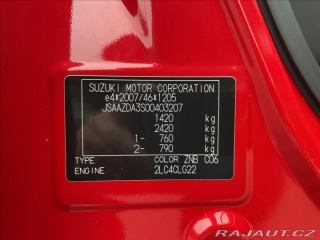 SUZUKI MOTOR CORPORATION
e4*2007/46*1205
JSAAZDA3S00403207
1420 kg
2420 kg
1- 760 kg
2- 790 kg
TYPE COLOR ZNB C06
ENGINE 2LC4CLG22
RAJAUT.CZ